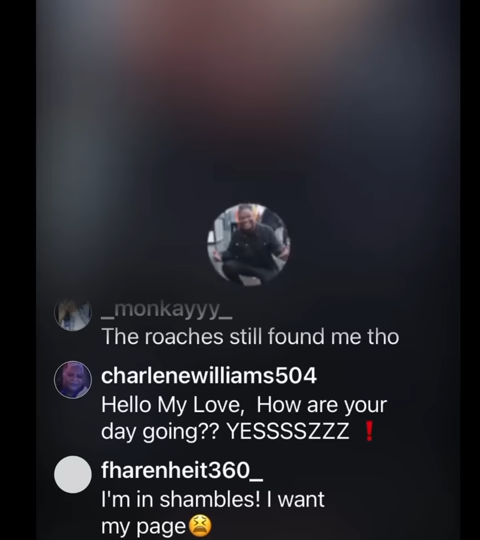 _monkayyy_
The roaches still found me tho
charlenewilliams504
Hello My Love,  How are your
day going?? YESSSSZZZ ❗
fharenheit360_
I'm in shambles! I want
my page😫